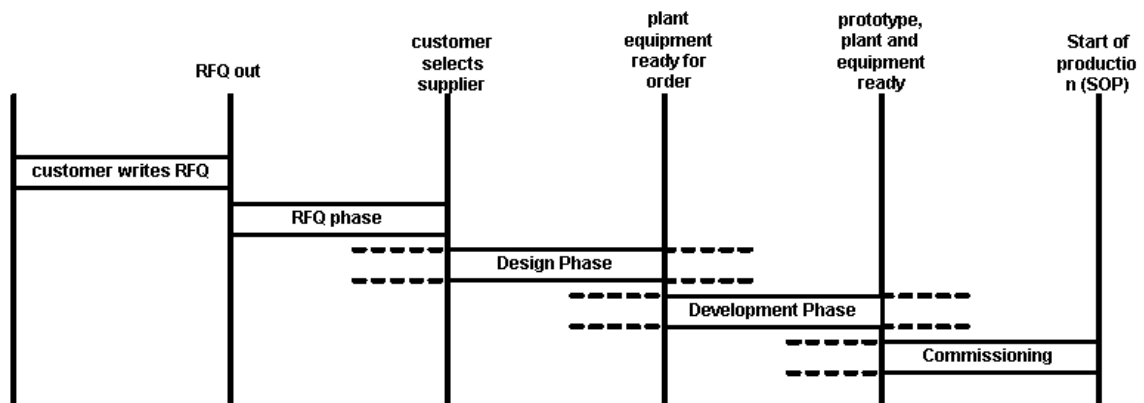 RFQ out
customer
selects
supplier
plant
equipment
ready for
order
prototype,
plant and
equipment
ready
Start of
productio
n (SOP)
customer writes RFQ
RFQ phase
Design Phase
Development Phase
Commissioning